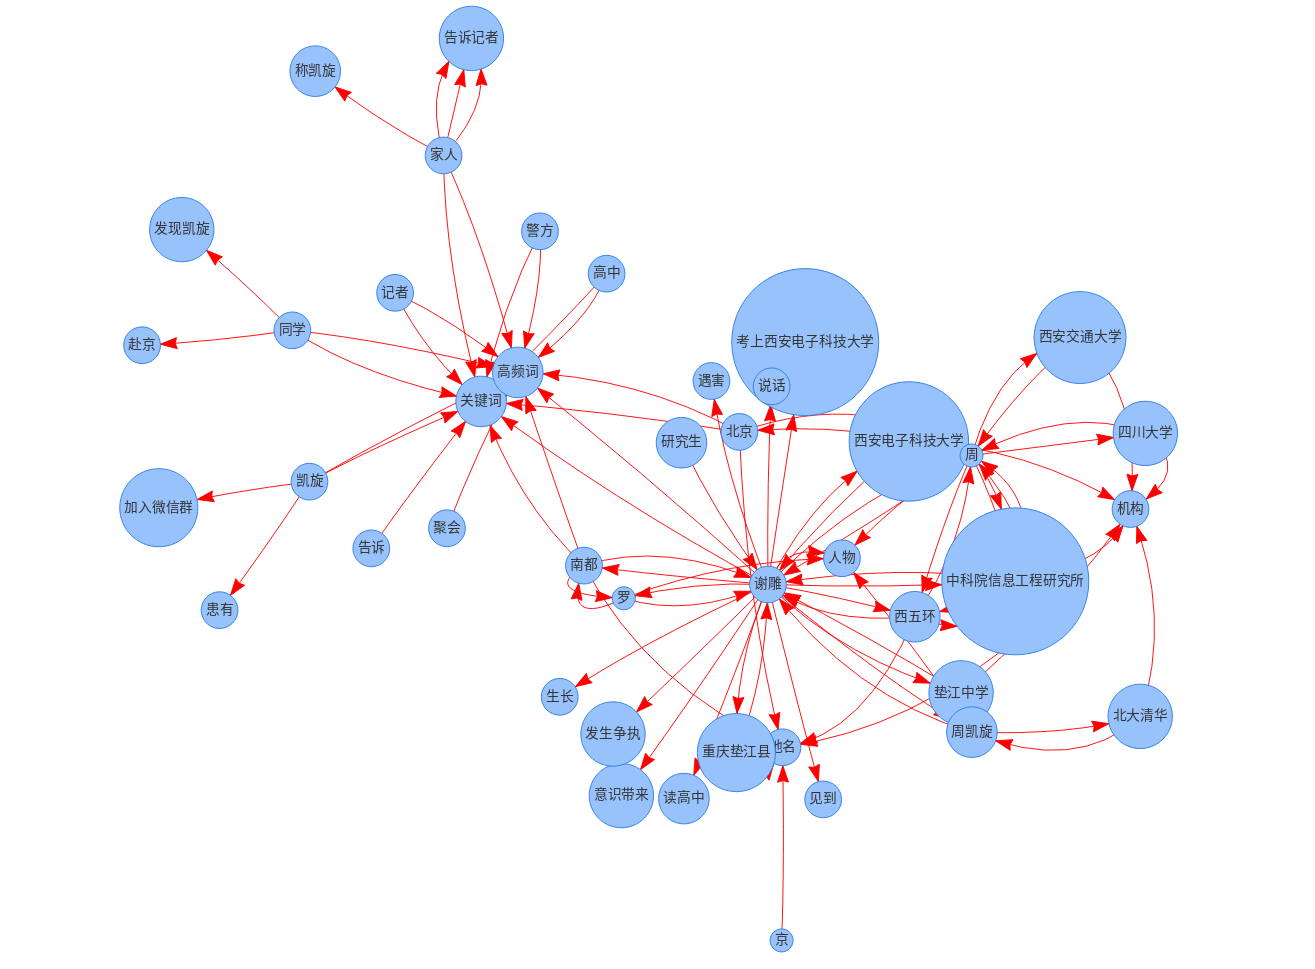 告诉记者
称凯旋
家人
发现凯旋
警方
高中
记者
同学
赴京
考上西安电子科技大学
西安交通大学
高频词
遇害
说话
关键词
北京
研究生
西安电子科技大学
四川大学
周
凯旋
加入微信群
机构
聚会
告诉
人物
南都
谢雕
中科院信息工程研究所
罗
患有
西五环
垫江中学
生长
北大清华
发生争执
周凯旋
重庆垫江县
地名
意识带来
读高中
见到
京